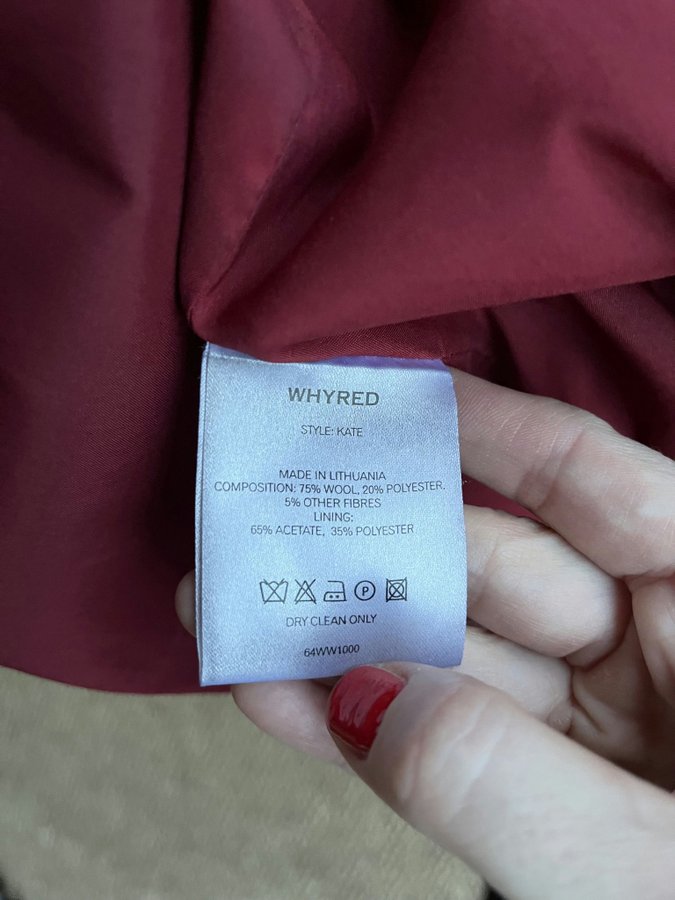 WHYRED
STYLE: KATE
MADE IN LITHUANIA
COMPOSITION: 75% WOOL, 20% POLYESTER.
5% OTHER FIBRES
LINING:
65% ACETATE, 35% POLYESTER
P
DRY CLEAN ONLY
64WW1000